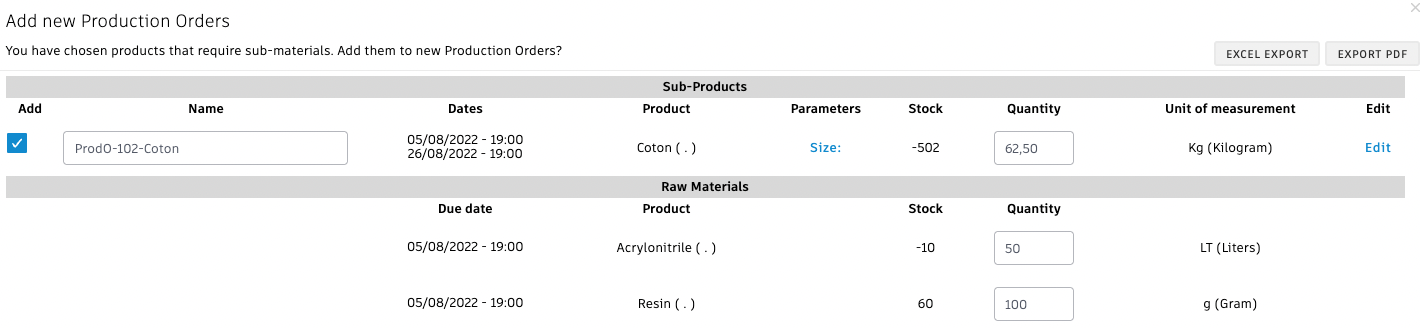 Add new Production Orders
You have chosen products that require sub-materials. Add them to new Production Orders?
EXCEL EXPORT EXPORT PDF
Sub-Products
Add Name Dates Product Parameters Stock Quantity Unit of measurement Edit
ProdO-102-Coton 05/08/2022 - 19:00 26/08/2022 - 19:00 Coton ( . ) Size: -502 62,50 Kg (Kilogram) Edit
Raw Materials
Due date Product Stock Quantity
05/08/2022 - 19:00 Acrylonitrile ( . ) -10 50 LT (Liters)
05/08/2022 - 19:00 Resin ( . ) 60 100 g (Gram)